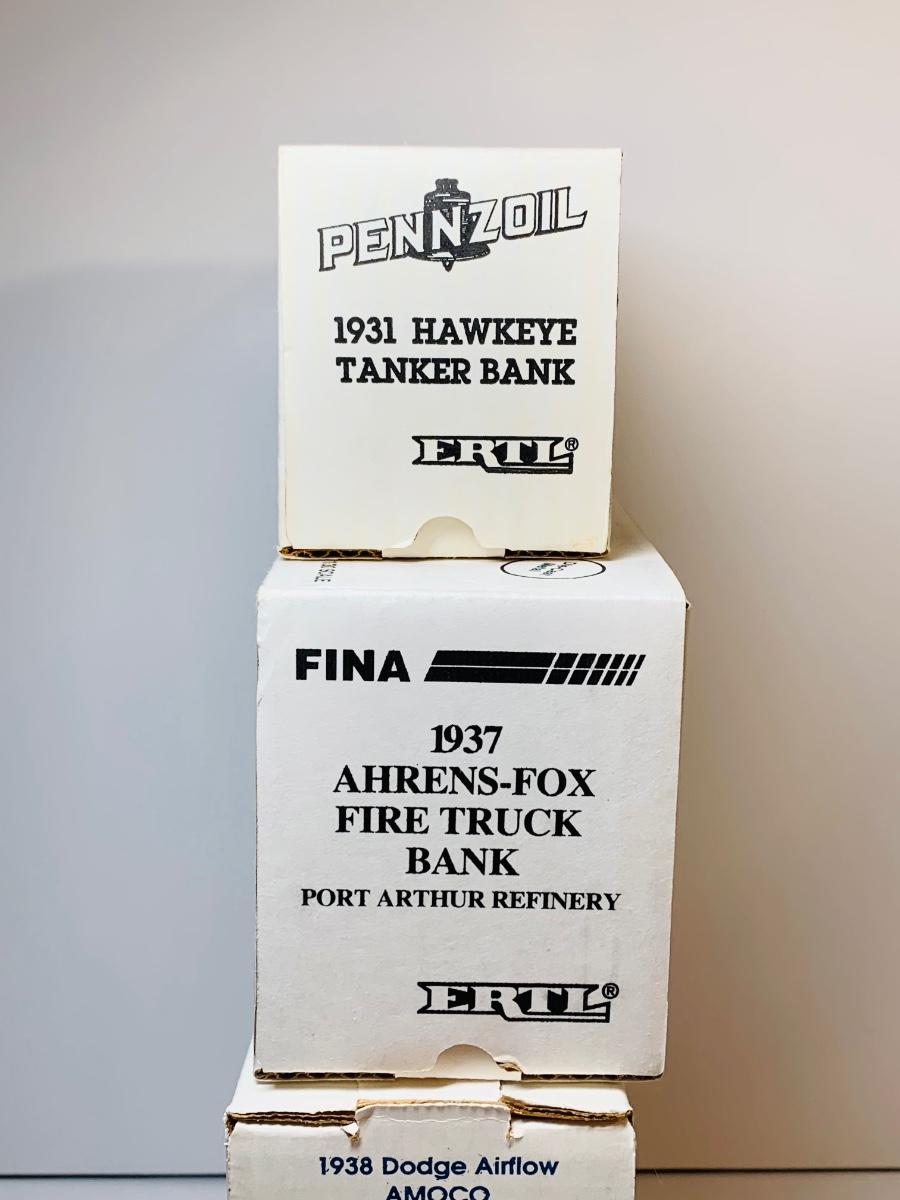 PENNZOIL
1931 HAWKEYE
TANKER BANK
ERTL®
FINA
1937
AHRENS-FOX
FIRE TRUCK
BANK
PORT ARTHUR REFINERY
ERTL®
1938 Dodge Airflow
AMOCO